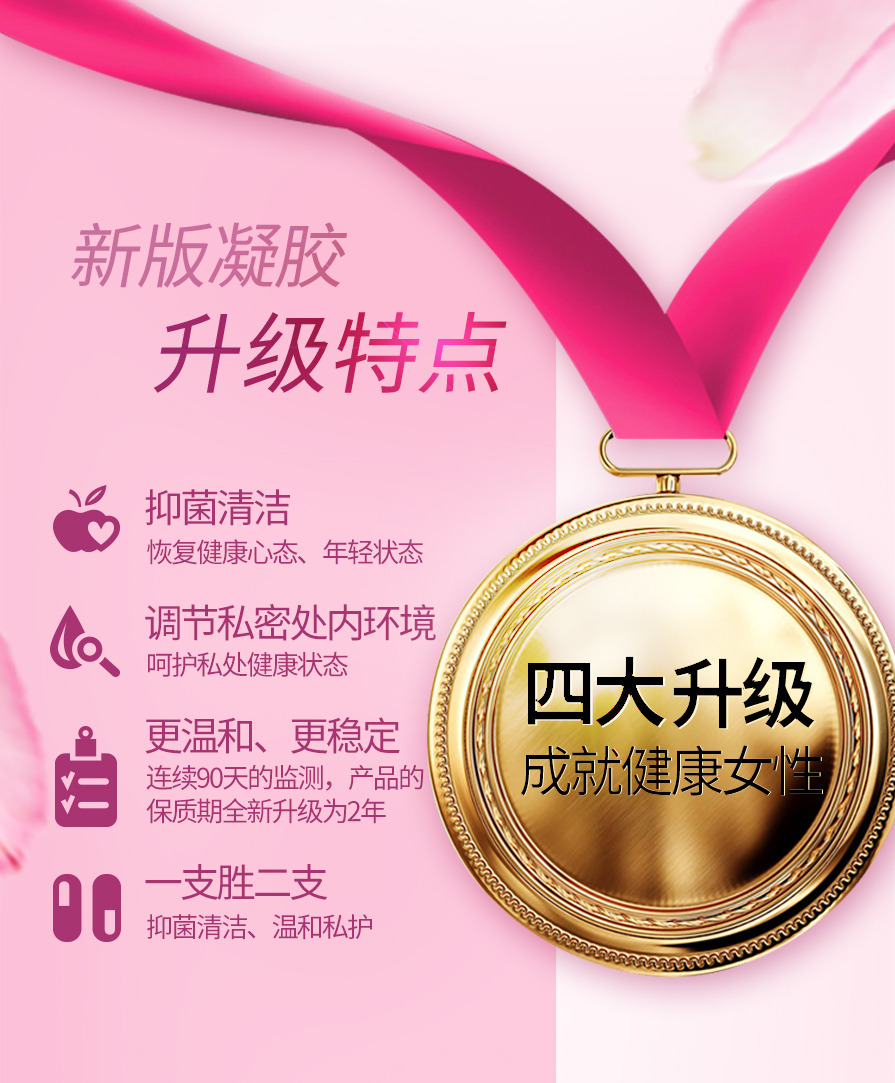 新版凝胶
升级特点
抑菌清洁
恢复健康心态、年轻状态
调节私密处内环境
呵护私处健康状态
更温和、更稳定
连续90天的监测，产品的
保质期全新升级为2年
一支胜二支
抑菌清洁、温和私护
四大升级
成就健康女性